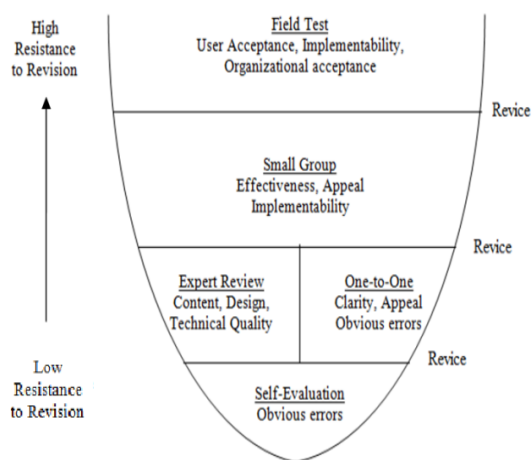 High
Resistance
to Revision
Field Test
User Acceptance, Implementability,
Organizational acceptance
Revice
Small Group
Effectiveness, Appeal
Implementability
Revice
Expert Review
Content, Design,
Technical Quality
One-to-One
Clarity, Appeal
Obvious errors
Revice
Low
Resistance
to Revision
Self-Evaluation
Obvious errors